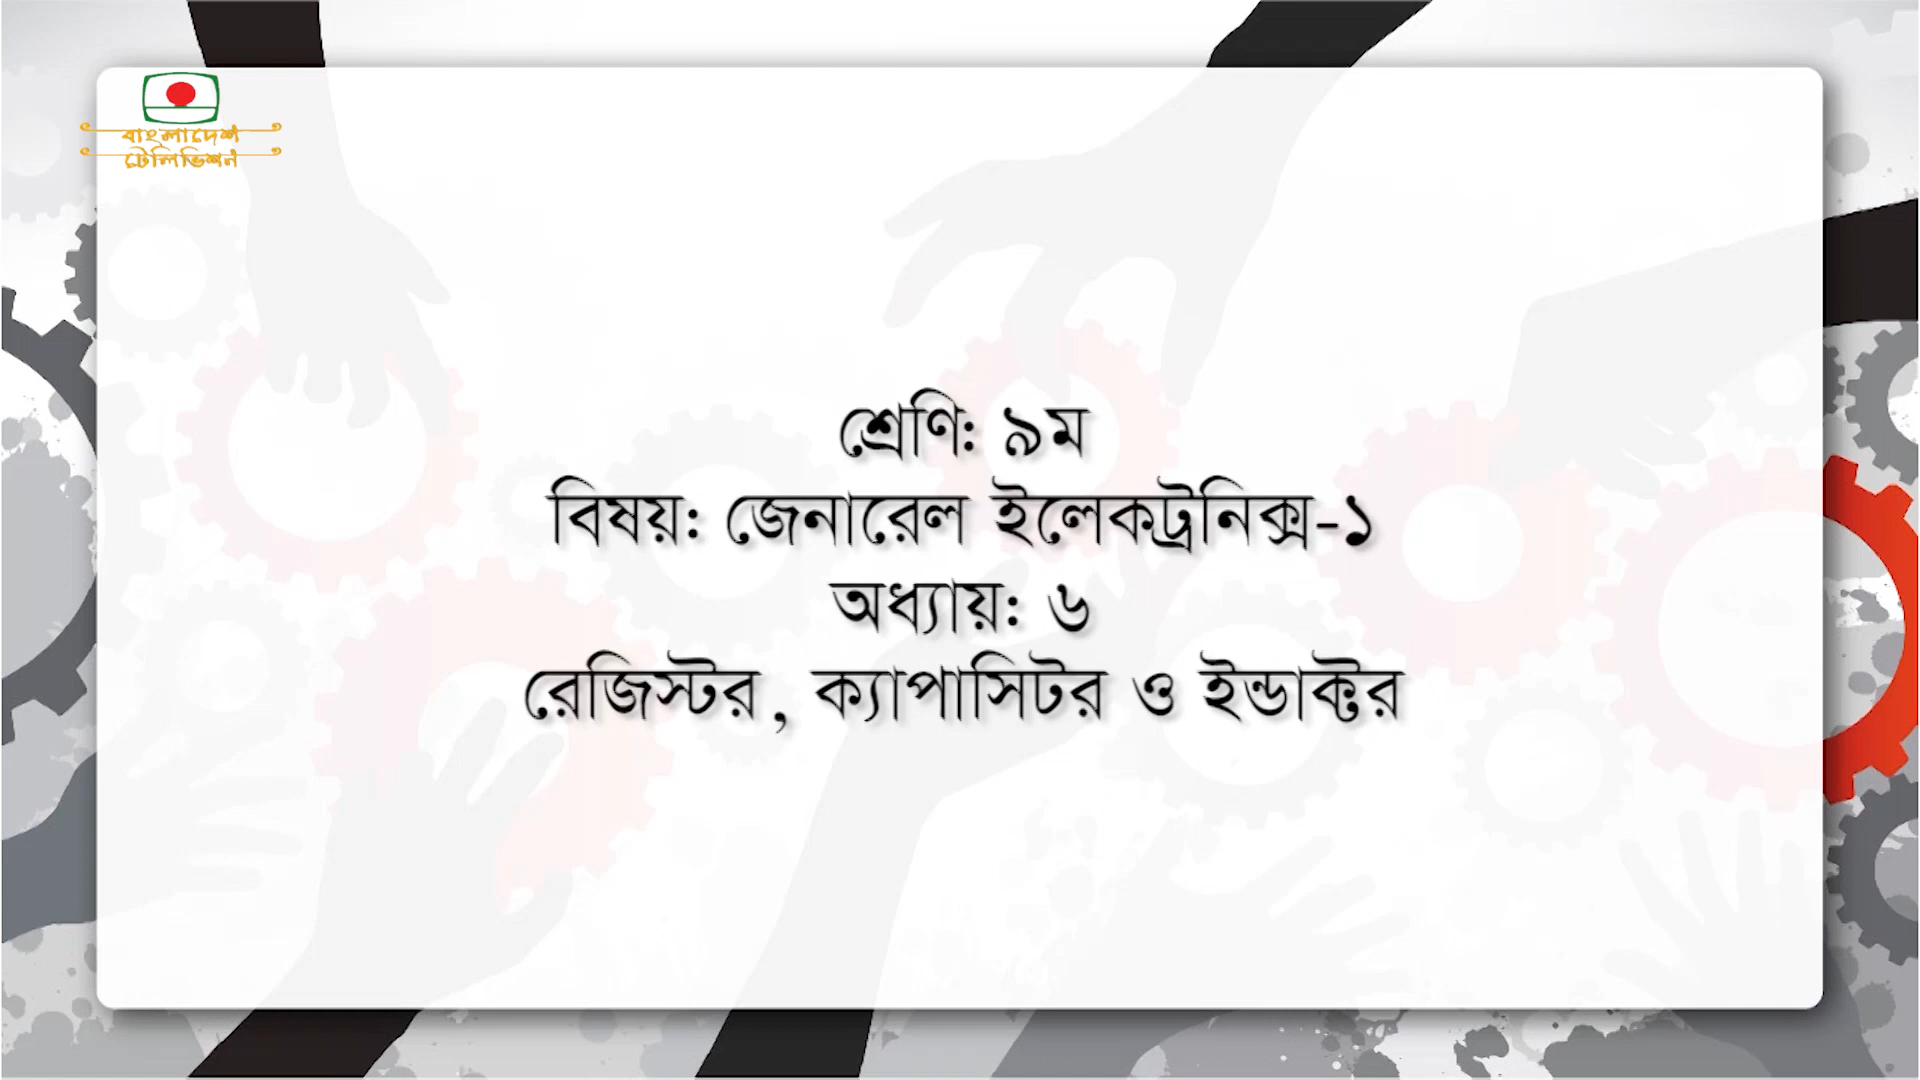 বাংলাদেশ
টেলিভিশন
শ্রেণি: ৯ম
বিষয়: জেনারেল ইলেকট্রনিক্স-১
অধ্যায়: ৬
রেজিস্টর, ক্যাপাসিটর ও ইন্ডাক্টর